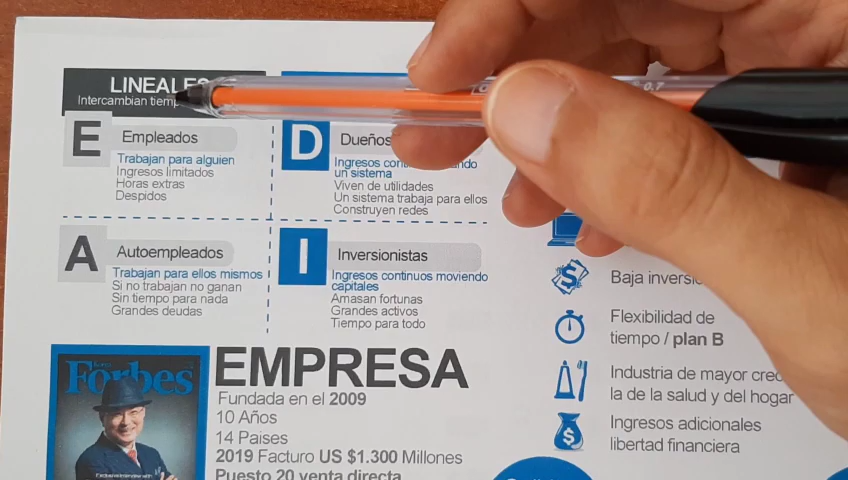 LINEALES
Intercambian
E
Empleados
Trabajan para alguien
Ingresos limitados
Horas extras
Despidos
D
Dueños
Ingresos
un sistema
Viven de utilidades
Un sistema trabaja para ellos
Construyen redes
A
Autoempleados
Trabajan para ellos mismos
Si no trabajan no ganan
Sin tiempo para nada
Grandes deudas
I
Inversionistas
Ingresos continuos moviendo
capitales
Amasan fortunas
Grandes activos
Tiempo para todo
Forbes
EMPRESA
Fundada en el 2009
10 Años
14 Paises
2019 Facturo US $1.300 Millones
Puesto 20 venta directa
Baja
Flexibilidad de
tiempo / plan B
Industria de mayor
la de la salud y del hogar
Ingresos adicionales
libertad financiera
0.7